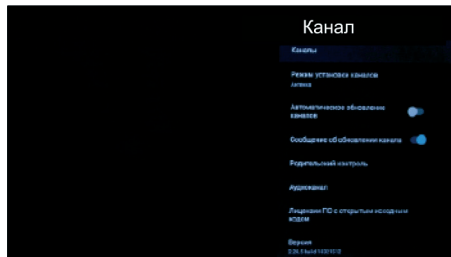 Канал
Каналы
Режим установки каналов
Антенна
Автоматическое обновление
каналов
Сообщение об обновлении канала
Родительский контроль
Аудиоканал
Лицензии ПО с открытым исходным
кодом
Версия